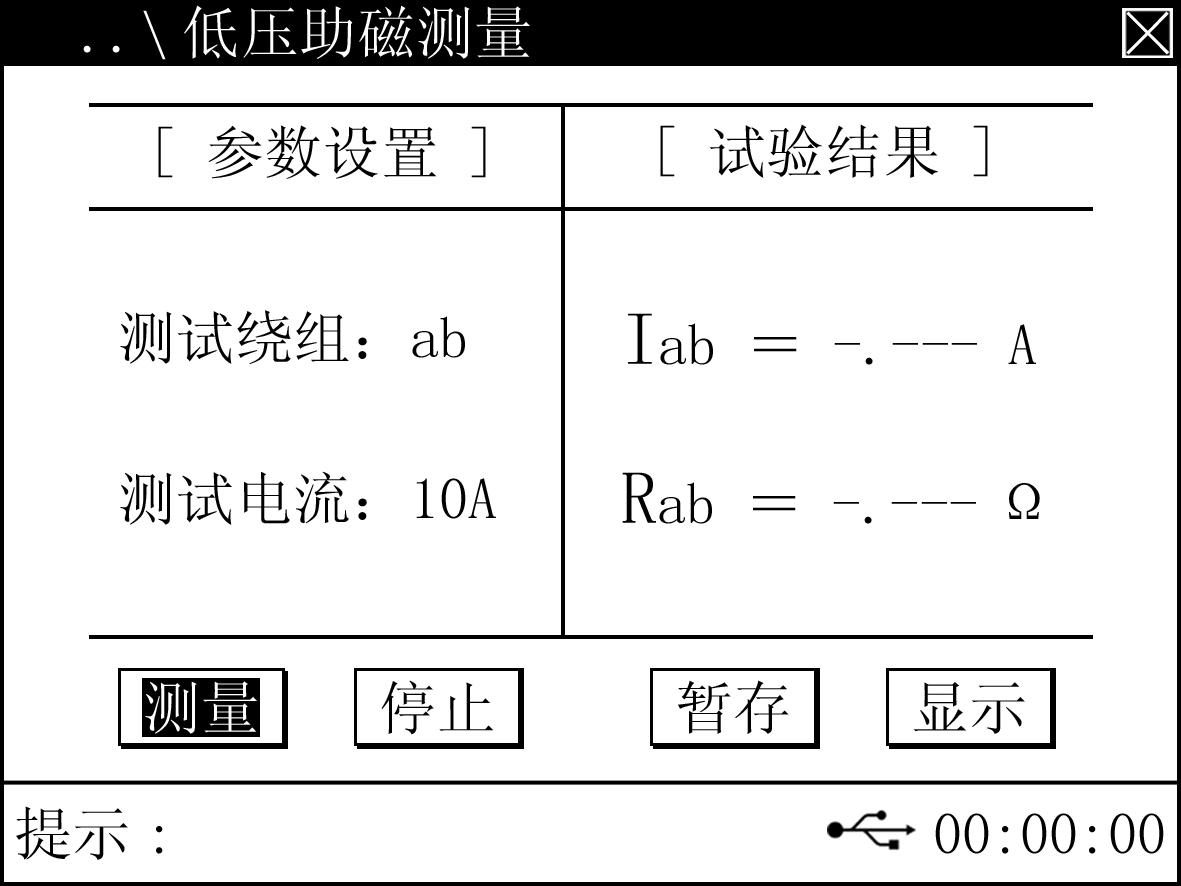 ..\低压助磁测量
[ 参数设置 ] [ 试验结果 ]
测试绕组：ab Iab = -.--- A
测试电流：10A Rab = -.--- Ω
测量 停止 暂存 显示
提示 : 00:00:00